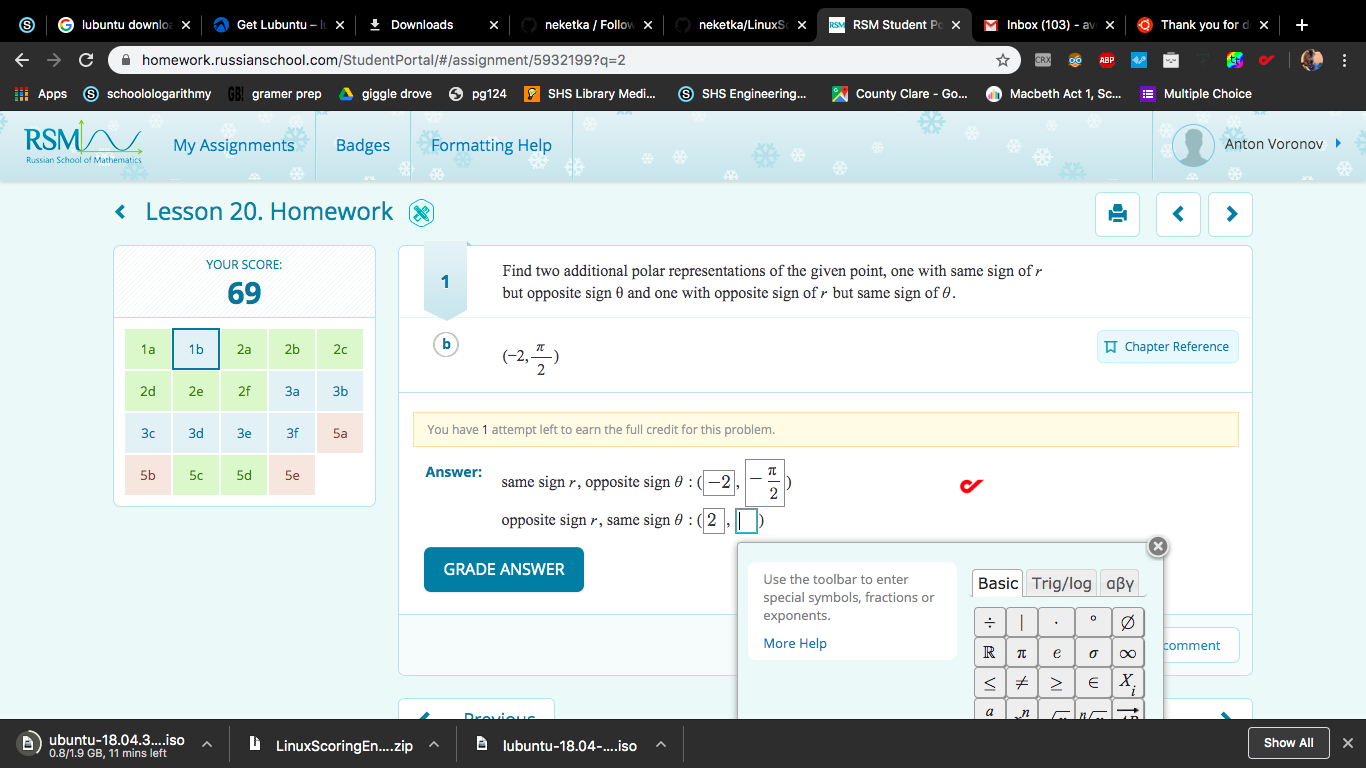 lubuntu downlo
Get Lubuntu – l
Downloads
neketka / Follow
neketka/LinuxSc
RSM Student Po
Inbox (103) - av
Thank you for d
homework.russianschool.com/StudentPortal/#/assignment/5932199?q=2
CRX ABP
Apps
schoolologarithmy
GB! gramer prep
giggle drove
pg124
SHS Library Medi...
SHS Engineering...
County Clare - Go...
Macbeth Act 1, Sc...
Multiple Choice
RSM
Russian School of Mathematics
My Assignments
Badges
Formatting Help
Anton Voronov
Lesson 20. Homework
YOUR SCORE:
69
1a 1b 2a 2b 2c
2d 2e 2f 3a 3b
3c 3d 3e 3f 5a
5b 5c 5d 5e
1
Find two additional polar representations of the given point, one with same sign of r
but opposite sign θ and one with opposite sign of r but same sign of θ.
b
(−2, π/2)
Chapter Reference
You have 1 attempt left to earn the full credit for this problem.
Answer:
same sign r, opposite sign θ : (−2, −π/2)
opposite sign r, same sign θ : (2, )
GRADE ANSWER
Use the toolbar to enter
special symbols, fractions or
exponents.
More Help
Basic Trig/log αβγ
÷ | · ° ∅
ℝ π e σ ∞
≤ ≠ ≥ ∈ Xi
comment
Previous
ubuntu-18.04.3....iso
0.8/1.9 GB, 11 mins left
LinuxScoringEn....zip
lubuntu-18.04-....iso
Show All